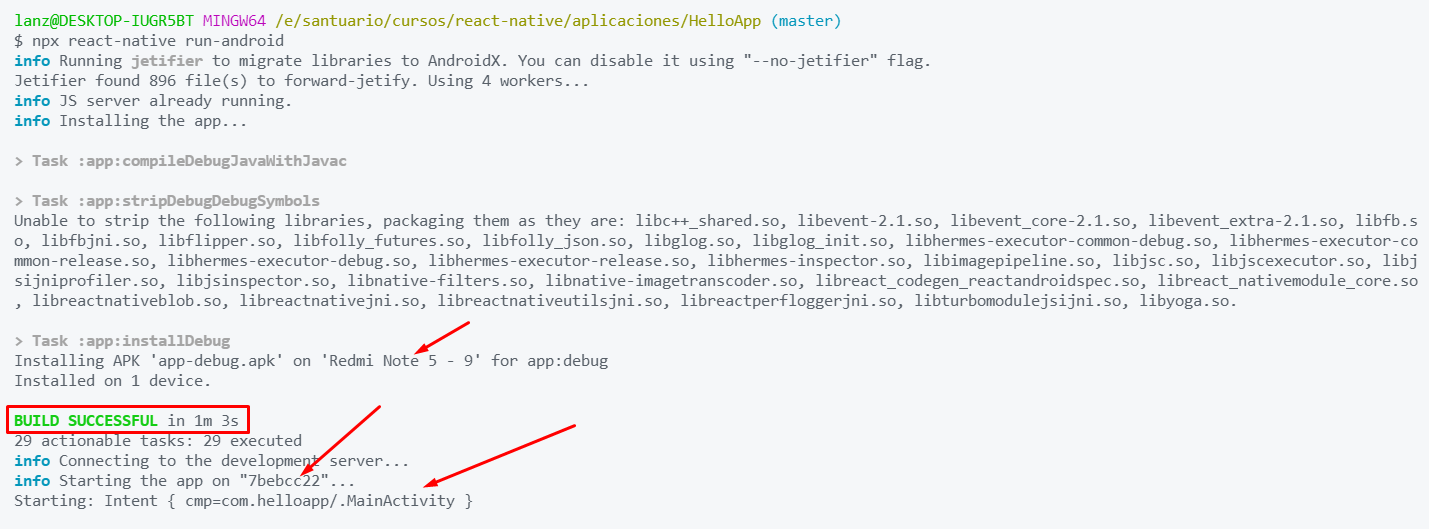 lanz@DESKTOP-IUGR5BT MINGW64 /e/santuario/cursos/react-native/aplicaciones/HelloApp (master)
$ npx react-native run-android
info Running jetifier to migrate libraries to AndroidX. You can disable it using "--no-jetifier" flag.
Jetifier found 896 file(s) to forward-jetify. Using 4 workers...
info JS server already running.
info Installing the app...
> Task :app:compileDebugJavaWithJavac
> Task :app:stripDebugDebugSymbols
Unable to strip the following libraries, packaging them as they are: libc++_shared.so, libevent-2.1.so, libevent_core-2.1.so, libevent_extra-2.1.so, libfb.s
o, libfbjni.so, libflipper.so, libfolly_futures.so, libfolly_json.so, libglog.so, libglog_init.so, libhermes-executor-common-debug.so, libhermes-executor-co
mmon-release.so, libhermes-executor-debug.so, libhermes-executor-release.so, libhermes-inspector.so, libimagepipeline.so, libjsc.so, libjscexecutor.so, libj
sijniprofiler.so, libjsinspector.so, libnative-filters.so, libnative-imagetranscoder.so, libreact_codegen_reactandroidspec.so, libreact_nativemodule_core.so
, libreactnativeblob.so, libreactnativejni.so, libreactnativeutilsjni.so, libreactperfloggerjni.so, libturbomodulejsijni.so, libyoga.so.
> Task :app:installDebug
Installing APK 'app-debug.apk' on 'Redmi Note 5 - 9' for app:debug
Installed on 1 device.
BUILD SUCCESSFUL in 1m 3s
29 actionable tasks: 29 executed
info Connecting to the development server...
info Starting the app on "7bebcc22"...
Starting: Intent { cmp=com.helloapp/.MainActivity }